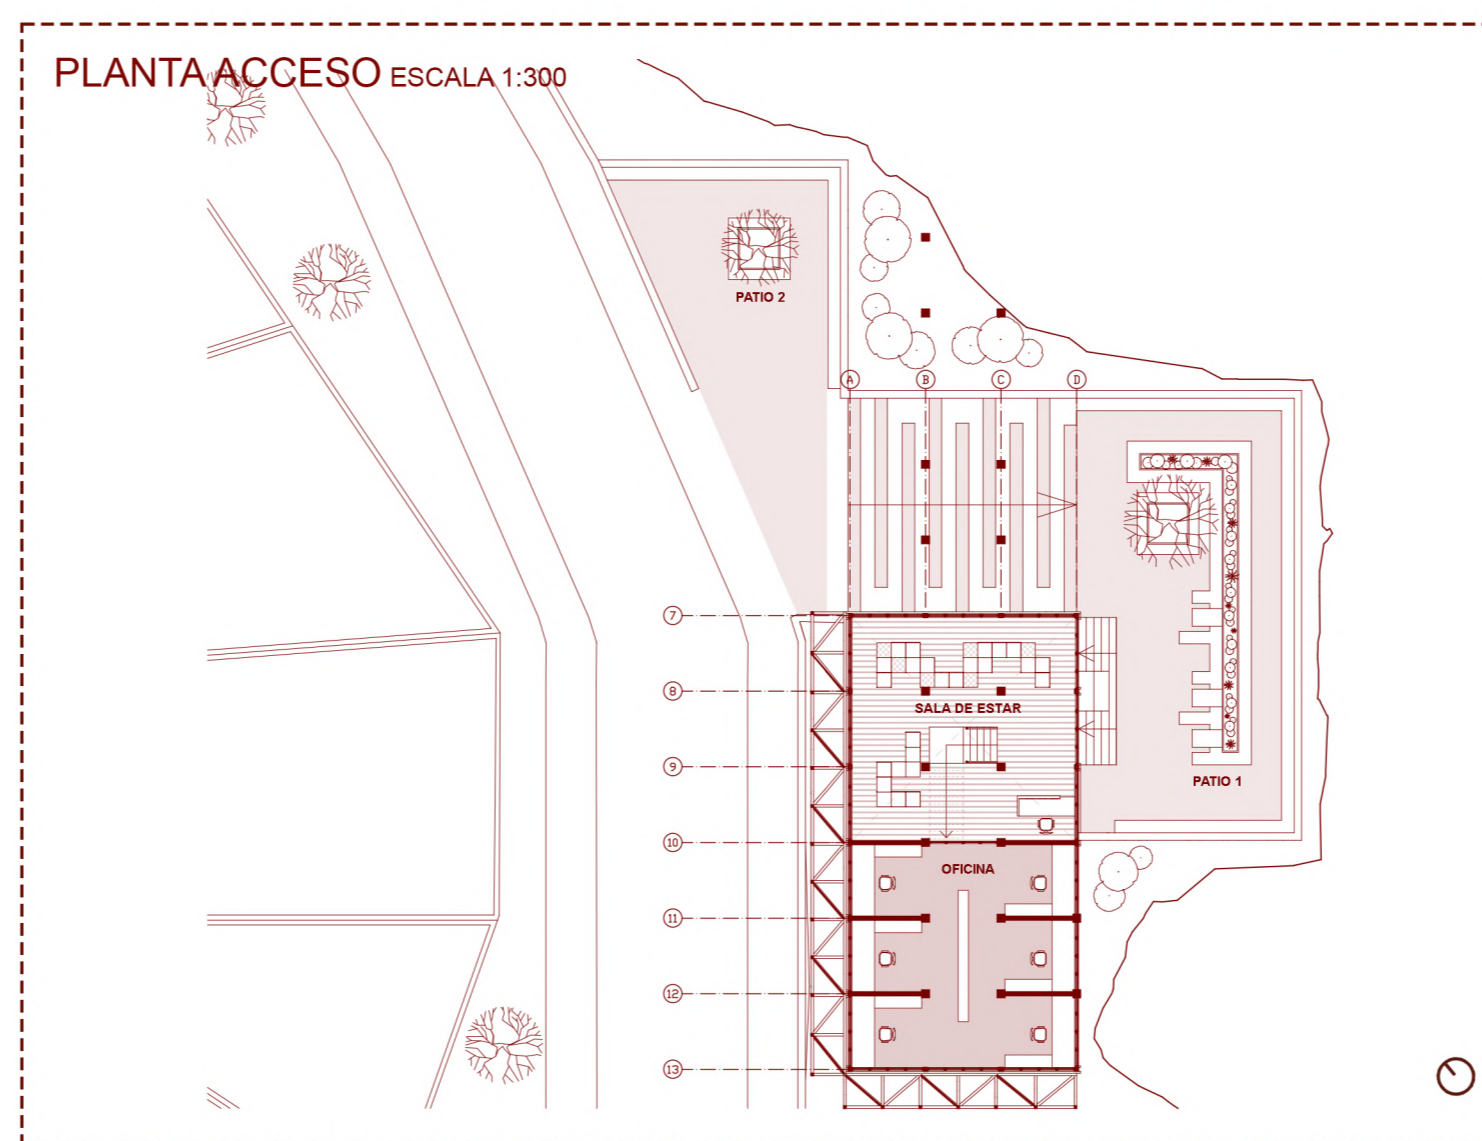 PLANTA ACCESO ESCALA 1:300
PATIO 2
A B C D
7
8
SALA DE ESTAR
9
PATIO 1
10
OFICINA
11
12
13